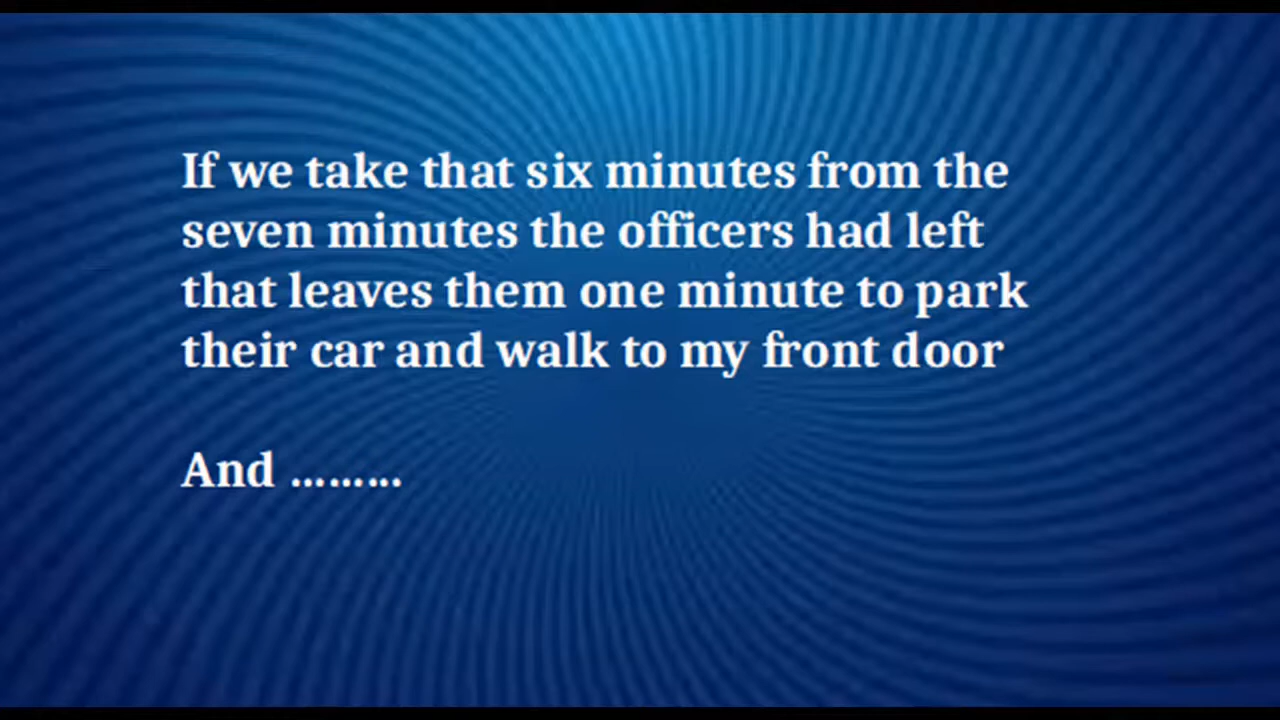 If we take that six minutes from the
seven minutes the officers had left
that leaves them one minute to park
their car and walk to my front door
And .........